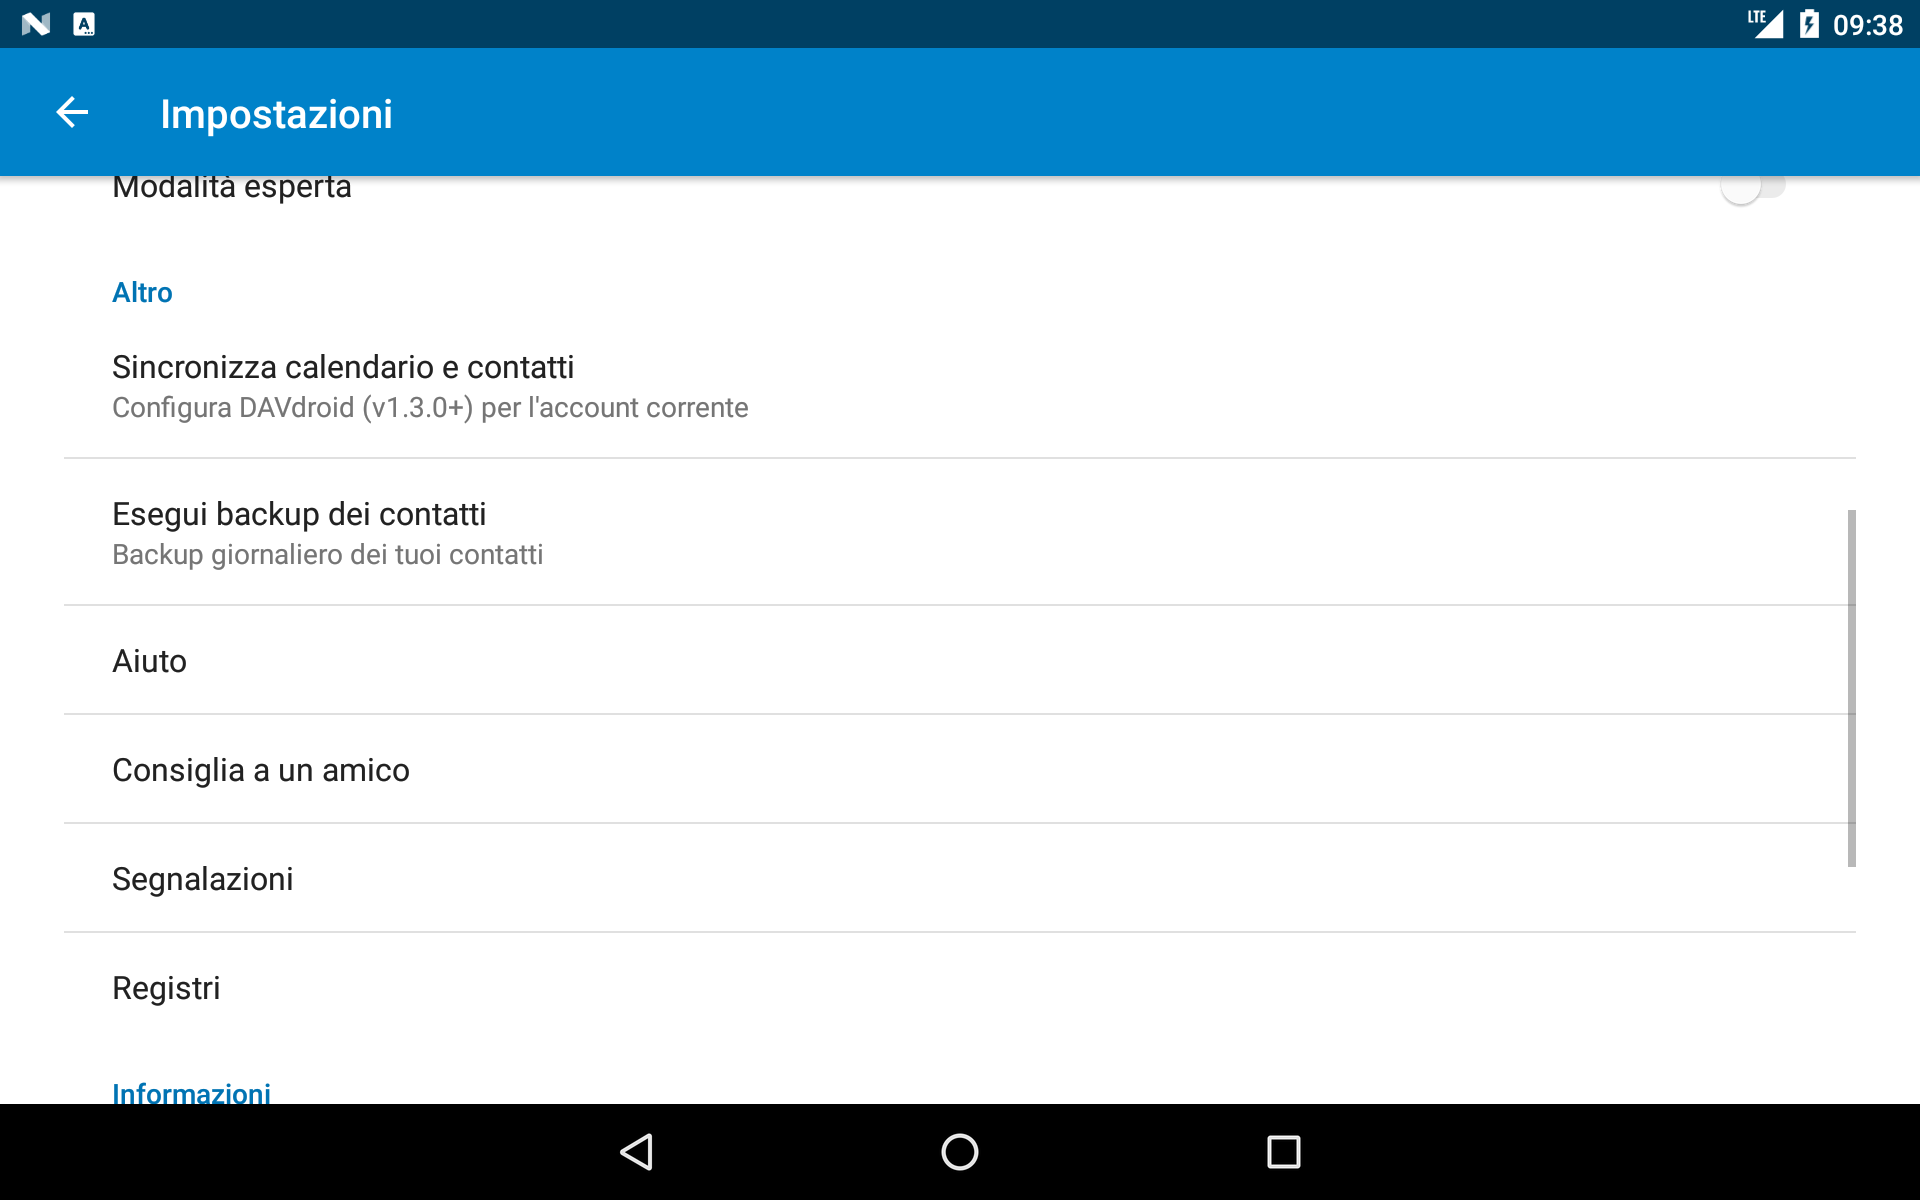 LTE 09:38
Impostazioni
Modalità esperta
Altro
Sincronizza calendario e contatti
Configura DAVdroid (v1.3.0+) per l'account corrente
Esegui backup dei contatti
Backup giornaliero dei tuoi contatti
Aiuto
Consiglia a un amico
Segnalazioni
Registri
Informazioni